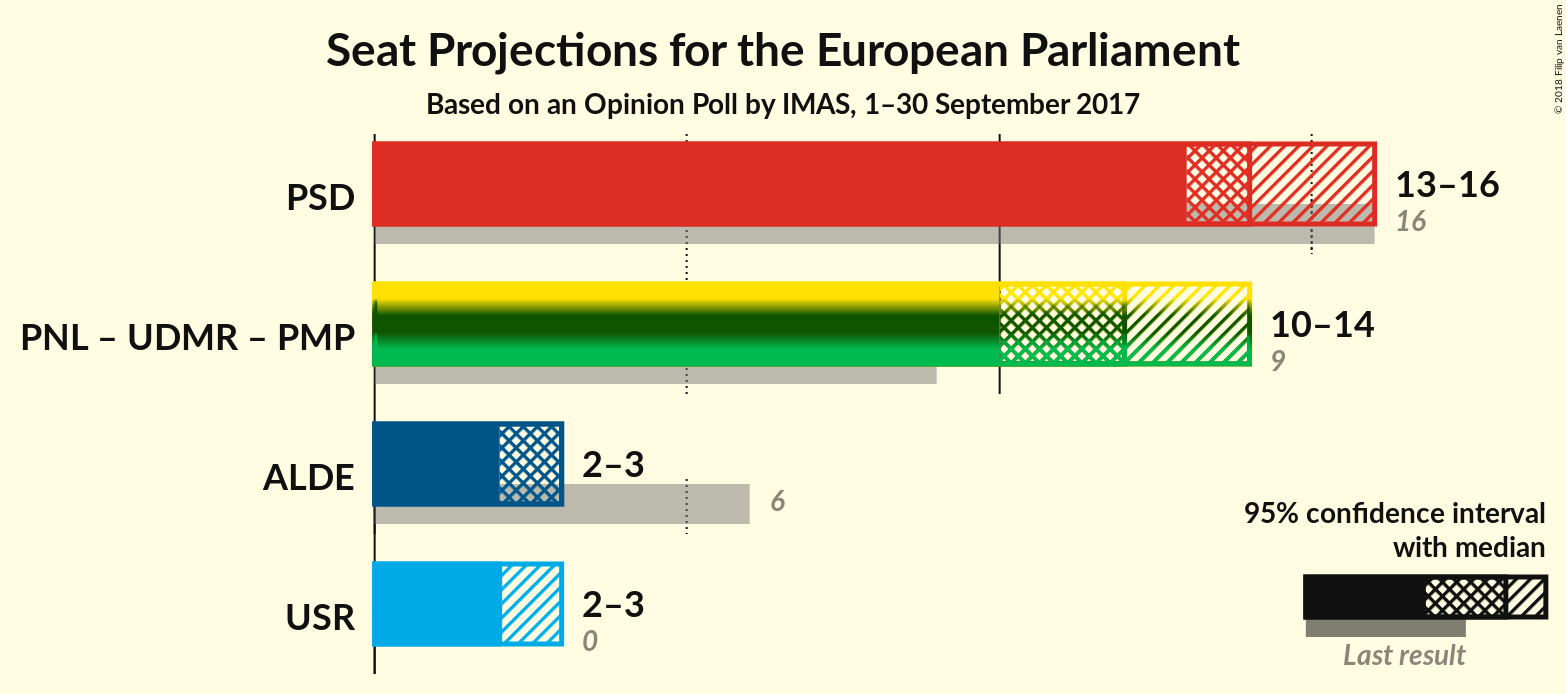 Seat Projections for the European Parliament
Based on an Opinion Poll by IMAS, 1–30 September 2017
© 2018 Filip van Laenen
PSD
13–16
16
PNL – UDMR – PMP
10–14
9
ALDE
2–3
6
USR
2–3
0
95% confidence interval
with median
Last result